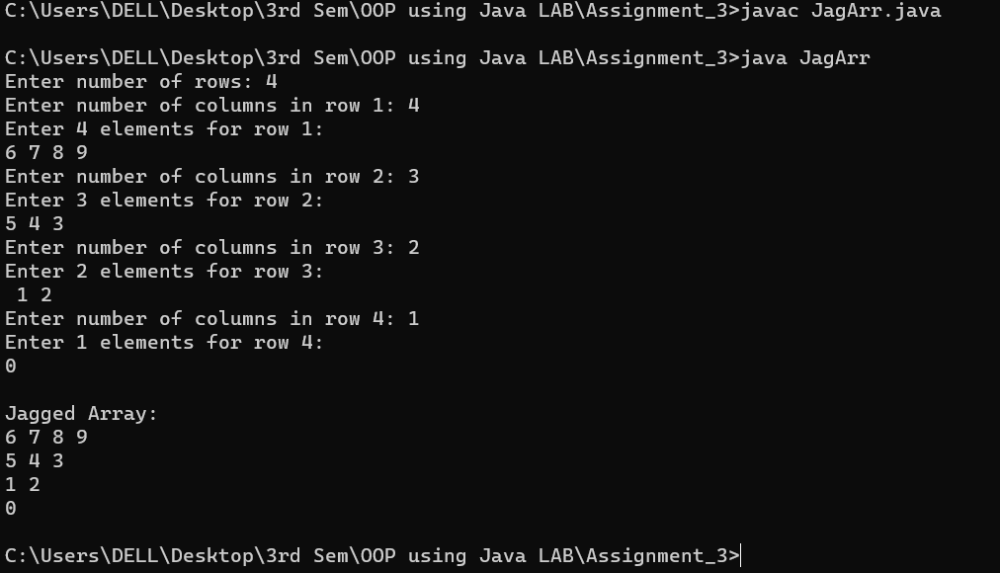 C:\Users\DELL\Desktop\3rd Sem\OOP using Java LAB\Assignment_3>javac JagArr.java
C:\Users\DELL\Desktop\3rd Sem\OOP using Java LAB\Assignment_3>java JagArr
Enter number of rows: 4
Enter number of columns in row 1: 4
Enter 4 elements for row 1:
6 7 8 9
Enter number of columns in row 2: 3
Enter 3 elements for row 2:
5 4 3
Enter number of columns in row 3: 2
Enter 2 elements for row 3:
 1 2
Enter number of columns in row 4: 1
Enter 1 elements for row 4:
0
Jagged Array:
6 7 8 9
5 4 3
1 2
0
C:\Users\DELL\Desktop\3rd Sem\OOP using Java LAB\Assignment_3>